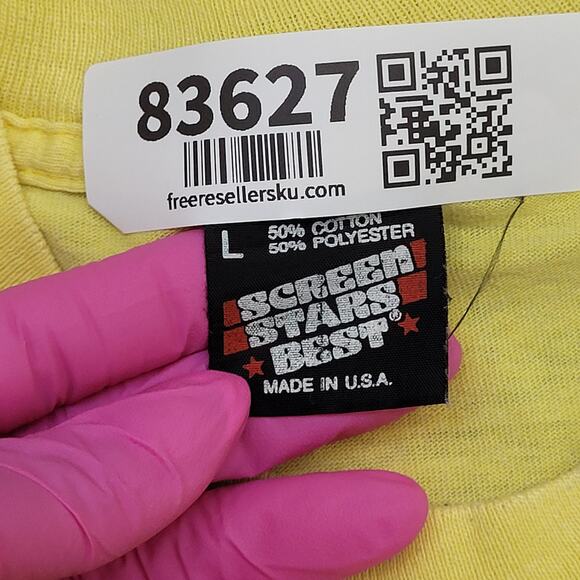 83627
freeresellersku.com
L
50% COTTON
50% POLYESTER
SCREEN
STARS
BEST®
MADE IN U.S.A.